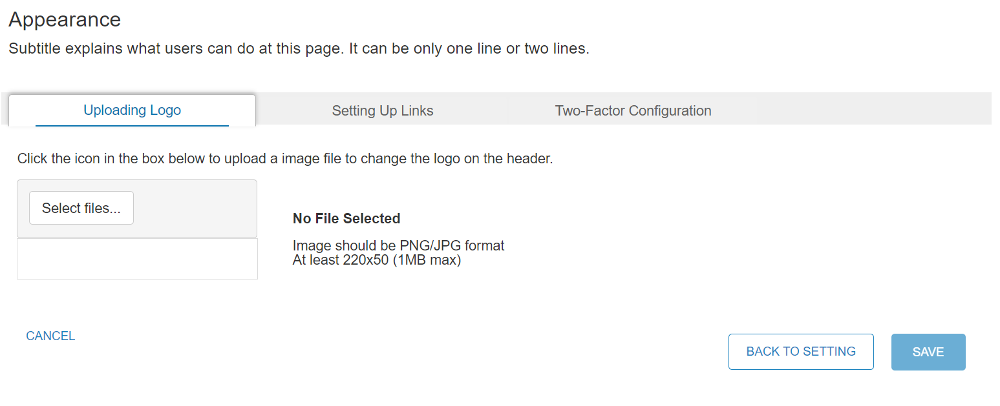 Appearance
Subtitle explains what users can do at this page. It can be only one line or two lines.
Uploading Logo
Setting Up Links
Two-Factor Configuration
Click the icon in the box below to upload a image file to change the logo on the header.
Select files...
No File Selected
Image should be PNG/JPG format
At least 220x50 (1MB max)
CANCEL
BACK TO SETTING
SAVE